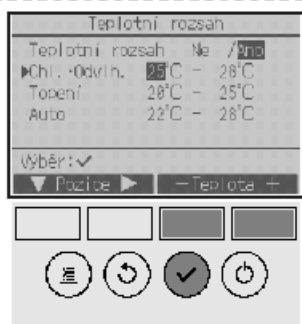 Teplotní rozsah
Teplotní rozsah Ne /Ano
▶Chl.·Odvlh. 25°C - 28°C
Topení 20°C - 25°C
Auto 22°C - 28°C
Výběr:✓
▼ Pozice ▶ −Teplota +